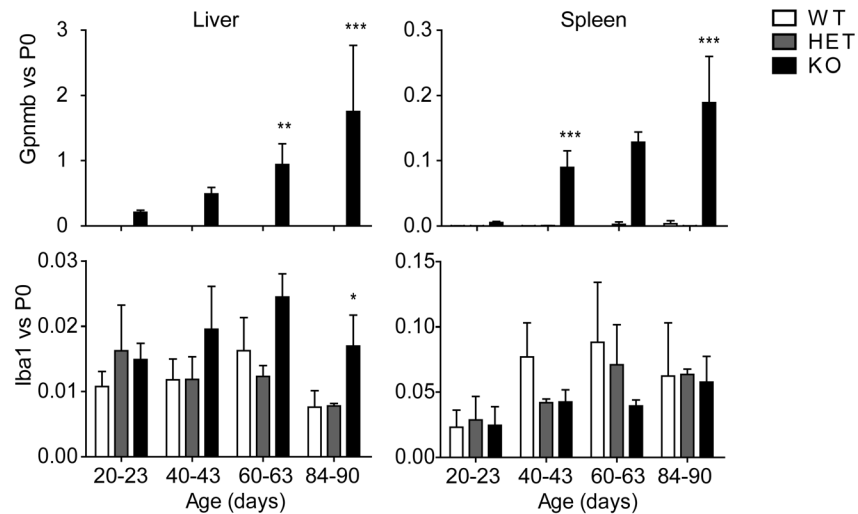 Liver
Spleen
WT
HET
KO
Gpnmb vs P0
3
2
1
0
**
***
0.3
0.2
0.1
0.0
***
***
Iba1 vs P0
0.03
0.02
0.01
0.00
*
0.15
0.10
0.05
0.00
20-23 40-43 60-63 84-90
Age (days)
20-23 40-43 60-63 84-90
Age (days)